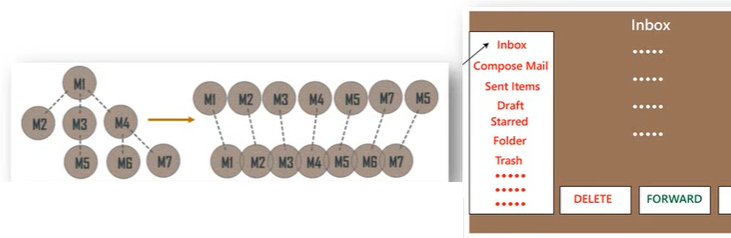 M1
M2 M3 M4
M5 M6 M7
M1 M2 M3 M4 M5 M7 M5
M1 M2 M3 M4 M5 M6 M7
Inbox
Inbox
Compose Mail
Sent Items
Draft
Starred
Folder
Trash
DELETE FORWARD